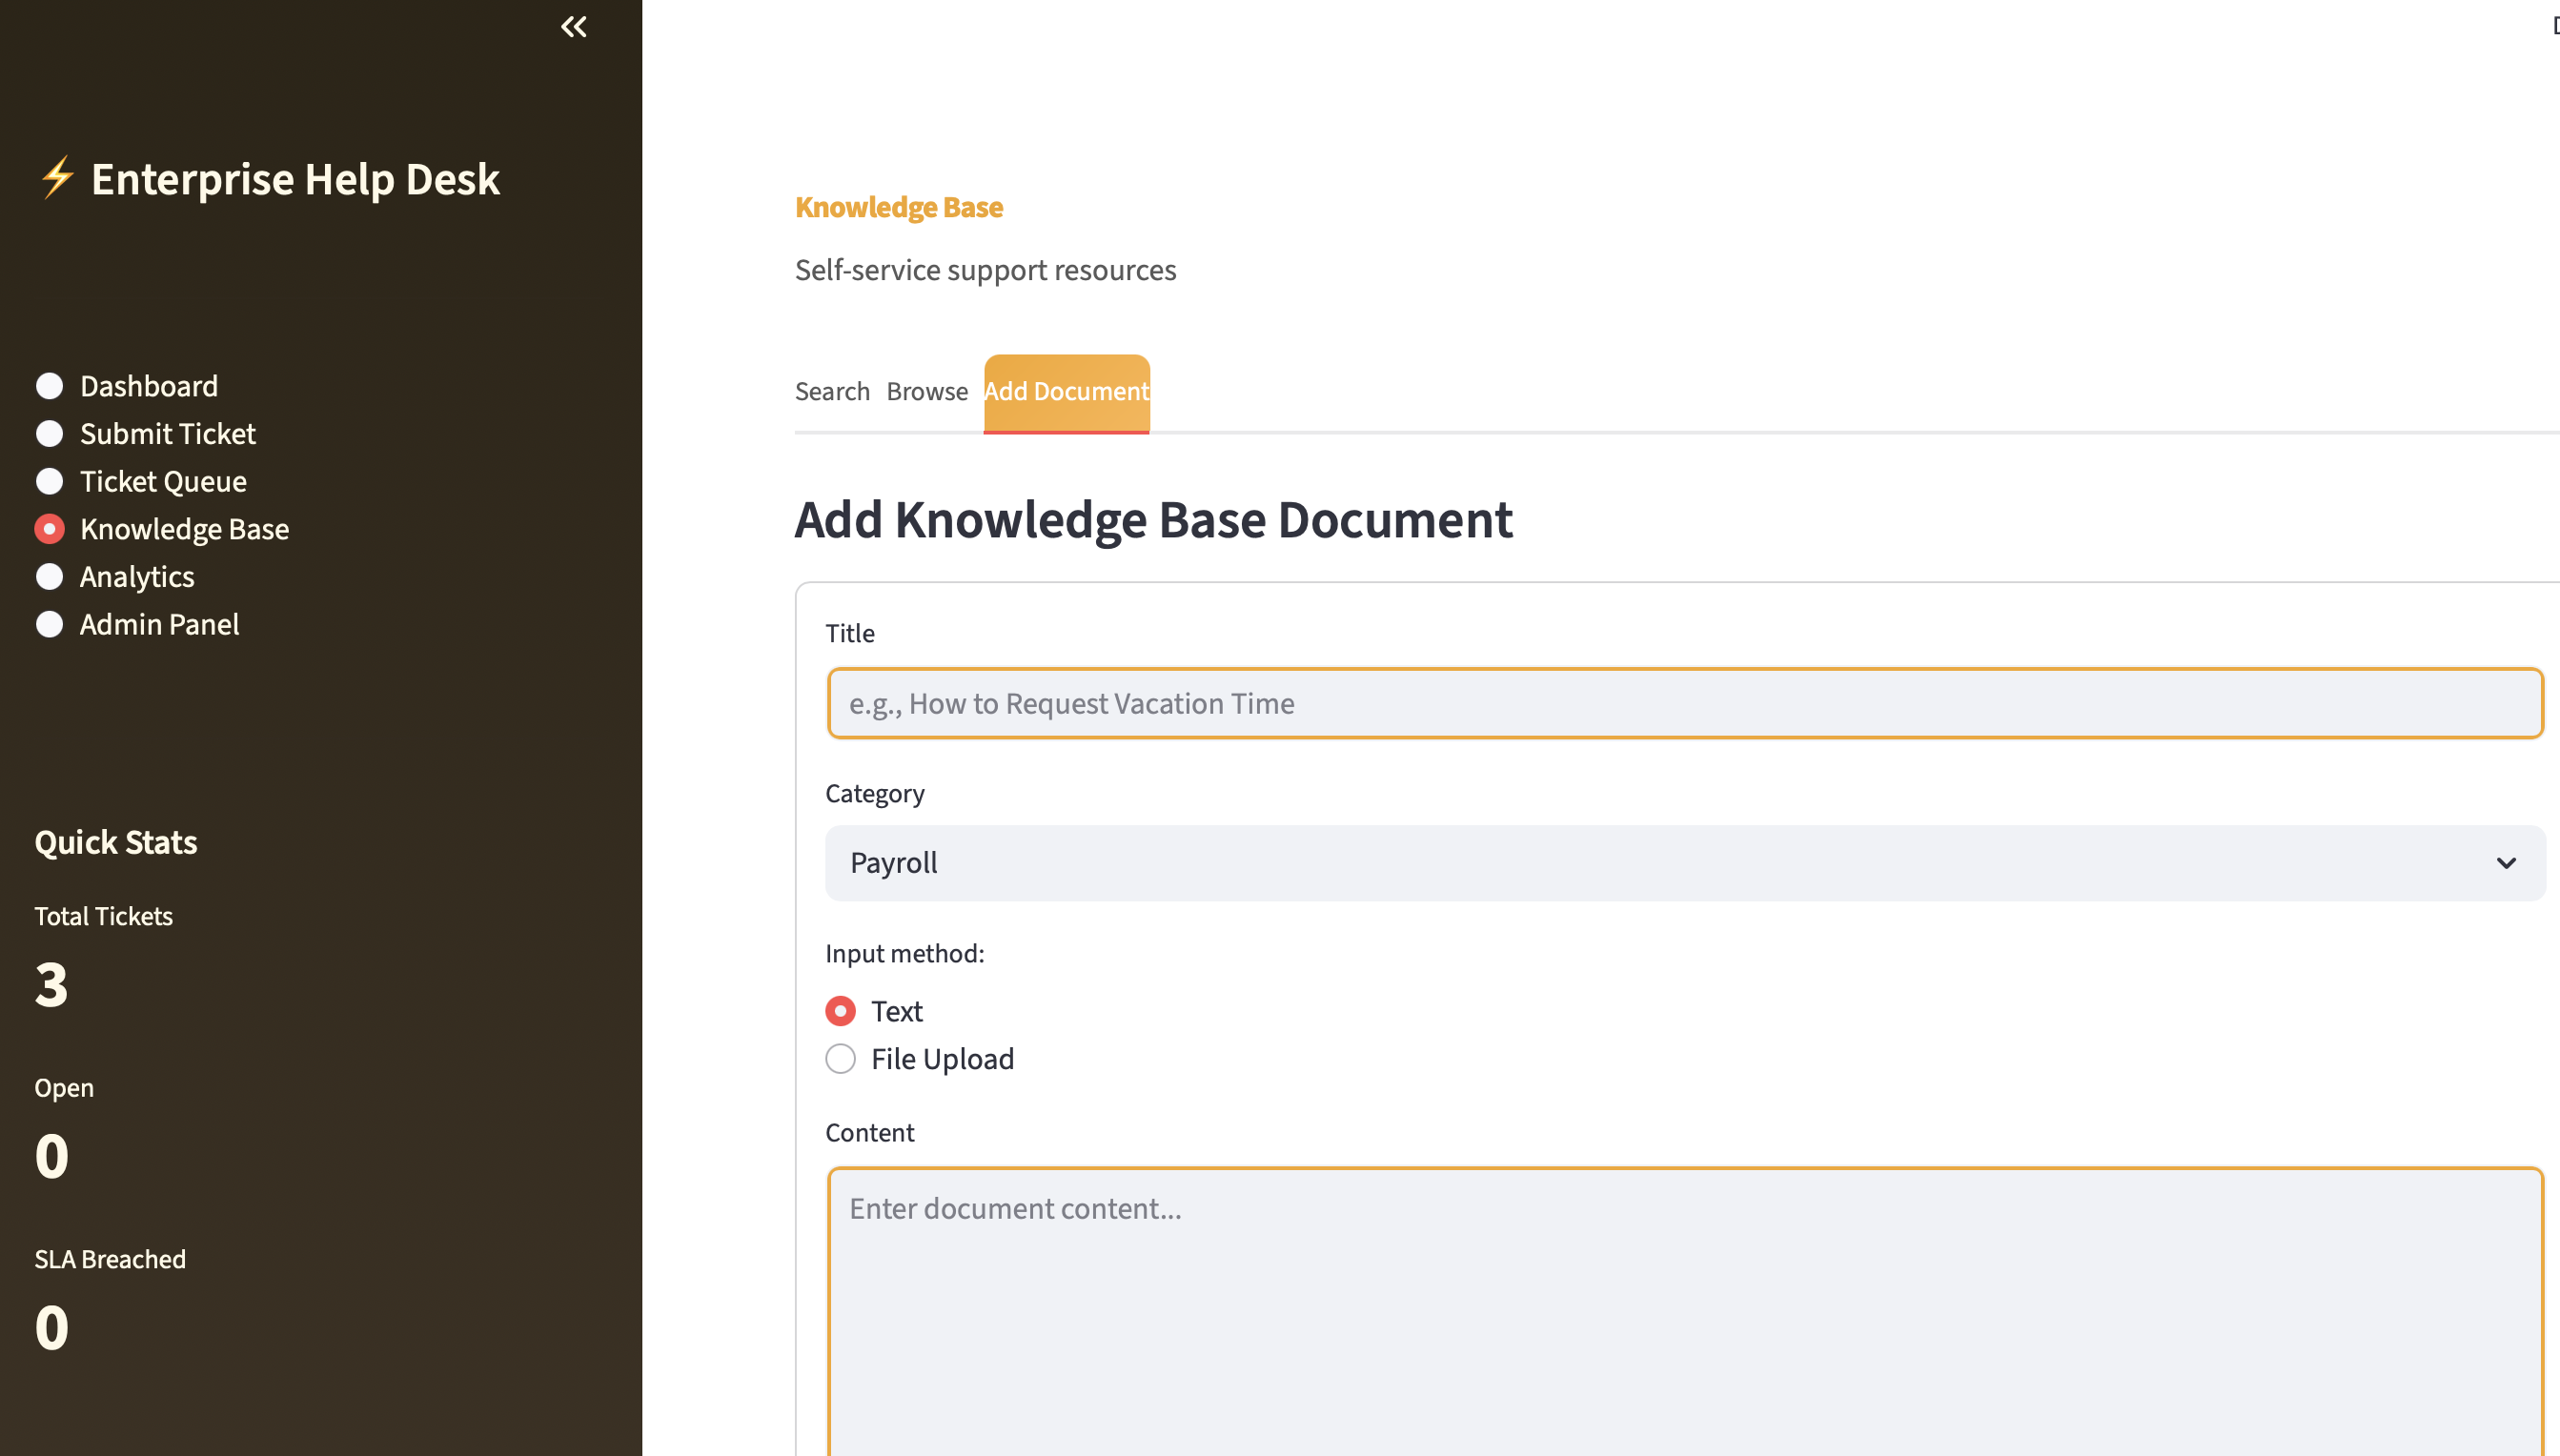 Enterprise Help Desk
Dashboard
Submit Ticket
Ticket Queue
Knowledge Base
Analytics
Admin Panel
Quick Stats
Total Tickets
3
Open
0
SLA Breached
0
Knowledge Base
Self-service support resources
Search Browse Add Document
Add Knowledge Base Document
Title
e.g., How to Request Vacation Time
Category
Payroll
Input method:
Text
File Upload
Content
Enter document content...